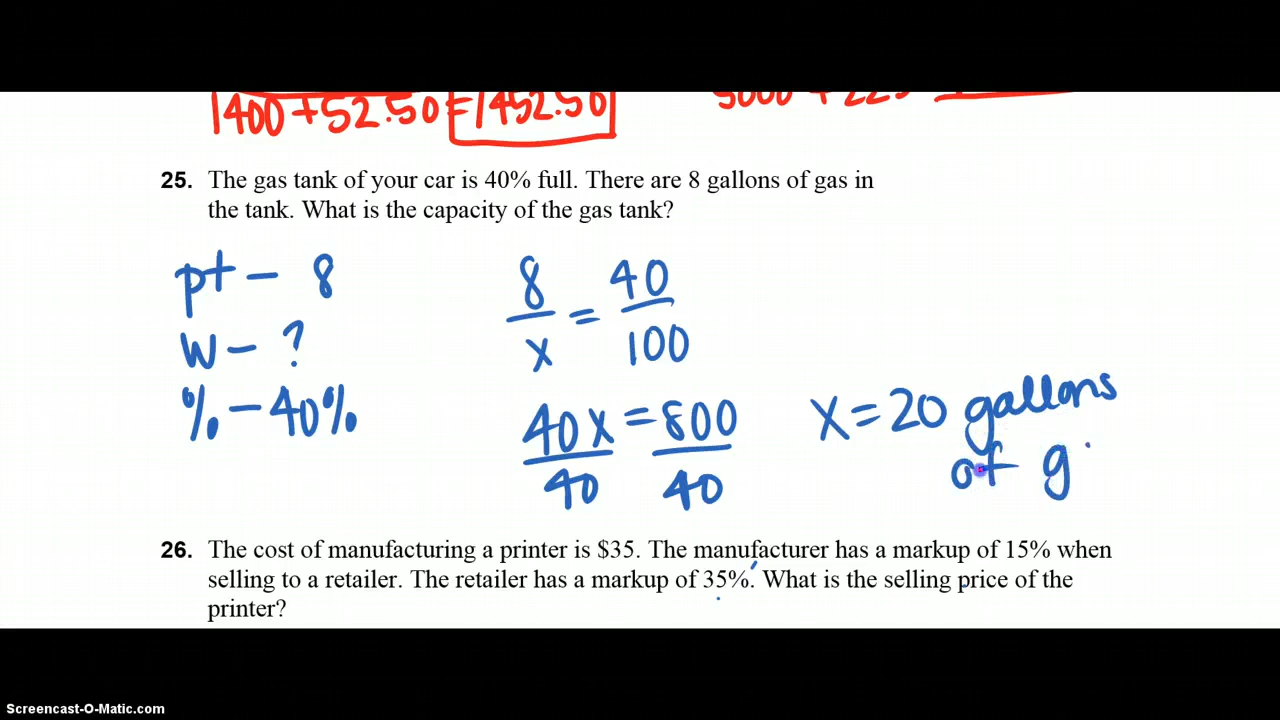 1400 + 52.50 = 1452.50
5000 + 225
25. The gas tank of your car is 40% full. There are 8 gallons of gas in
the tank. What is the capacity of the gas tank?
pt – 8
w – ?
% – 40%
8/x = 40/100
40x/40 = 800/40
x = 20 gallons
of g
26. The cost of manufacturing a printer is $35. The manufacturer has a markup of 15% when
selling to a retailer. The retailer has a markup of 35%. What is the selling price of the
printer?
Screencast-O-Matic.com